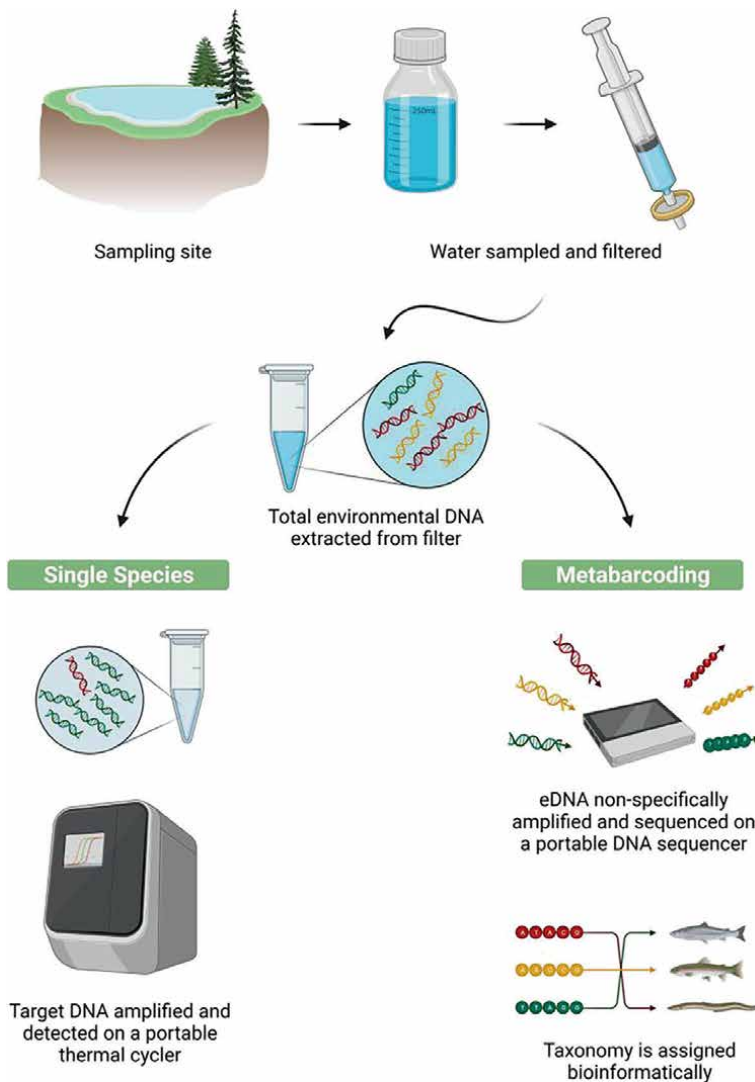 250mL
Sampling site
Water sampled and filtered
Total environmental DNA
extracted from filter
Single Species
Metabarcoding
eDNA non-specifically
amplified and sequenced on
a portable DNA sequencer
Target DNA amplified and
detected on a portable
thermal cycler
A T A C G
Taxonomy is assigned
bioinformatically